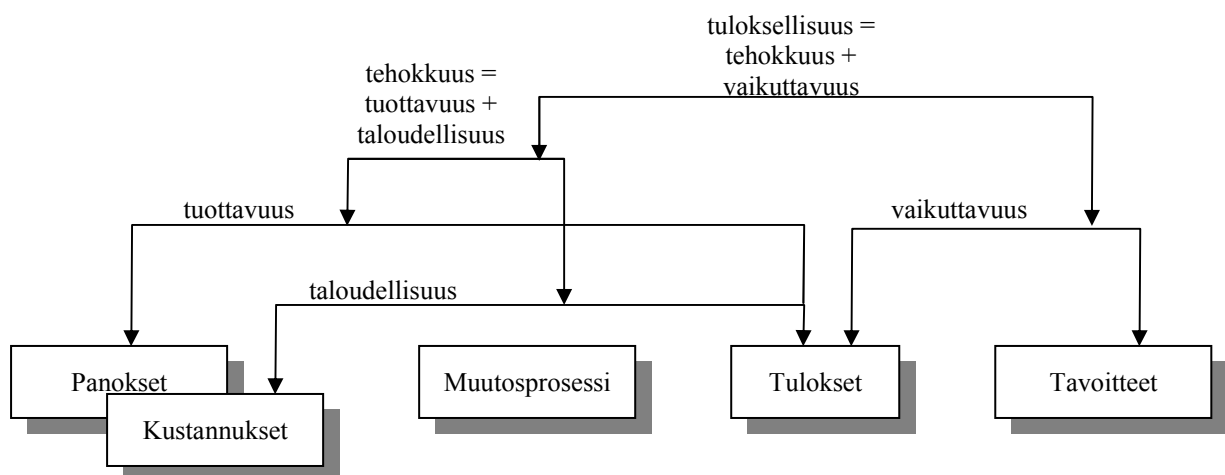 tuloksellisuus =
tehokkuus +
vaikuttavuus
tehokkuus =
tuottavuus +
taloudellisuus
tuottavuus
vaikuttavuus
taloudellisuus
Panokset
Muutosprosessi
Tulokset
Tavoitteet
Kustannukset